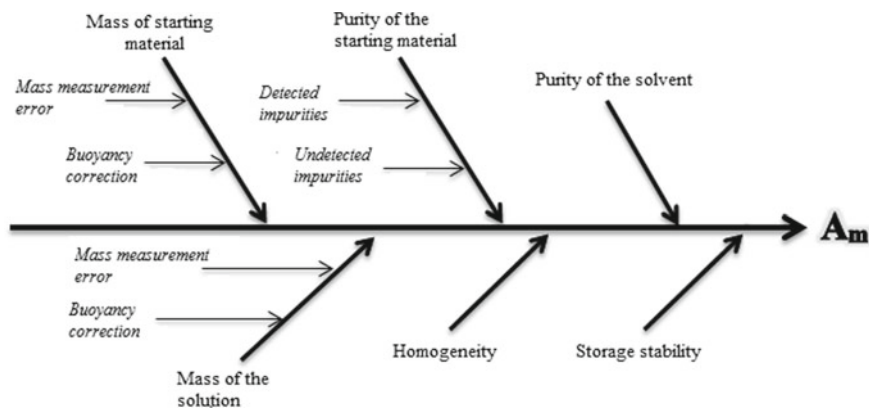 Mass of starting
material
Mass measurement
error
Buoyancy
correction
Purity of the
starting material
Detected
impurities
Undetected
impurities
Purity of the solvent
Am
Mass measurement
error
Buoyancy
correction
Mass of the
solution
Homogeneity
Storage stability